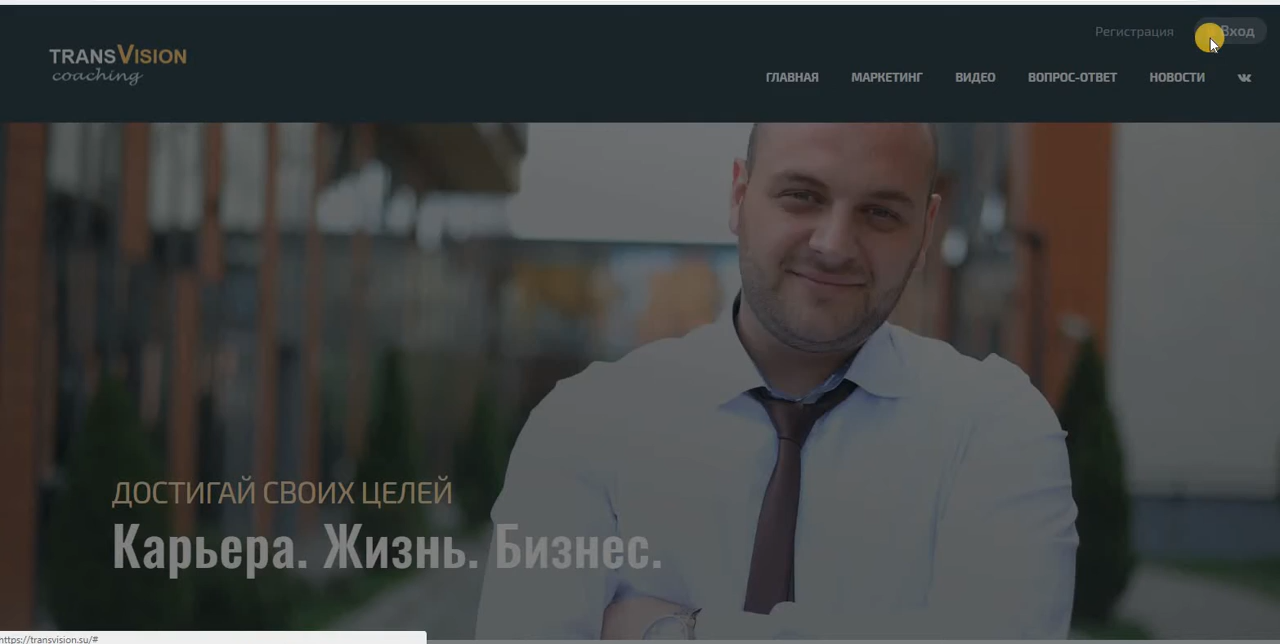 Регистрация
Вход
TRANSVISION
coaching
ГЛАВНАЯ
МАРКЕТИНГ
ВИДЕО
ВОПРОС-ОТВЕТ
НОВОСТИ
ДОСТИГАЙ СВОИХ ЦЕЛЕЙ
Карьера. Жизнь. Бизнес.
https://transvision.su/#